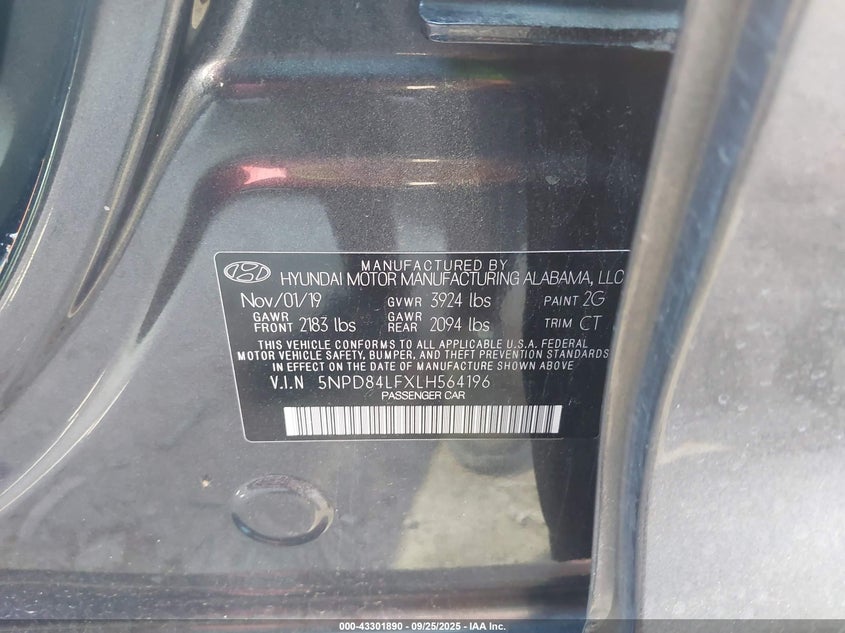 MANUFACTURED BY
HYUNDAI MOTOR MANUFACTURING ALABAMA, LLC
Nov/01/19 GVWR 3924 lbs PAINT 2G
GAWR FRONT 2183 lbs GAWR REAR 2094 lbs TRIM CT
THIS VEHICLE CONFORMS TO ALL APPLICABLE U.S.A. FEDERAL
MOTOR VEHICLE SAFETY, BUMPER, AND THEFT PREVENTION STANDARDS
IN EFFECT ON THE DATE OF MANUFACTURE SHOWN ABOVE
V.I.N 5NPD84LFXLH564196
PASSENGER CAR
000-43301890 - 09/25/2025 - IAA Inc.